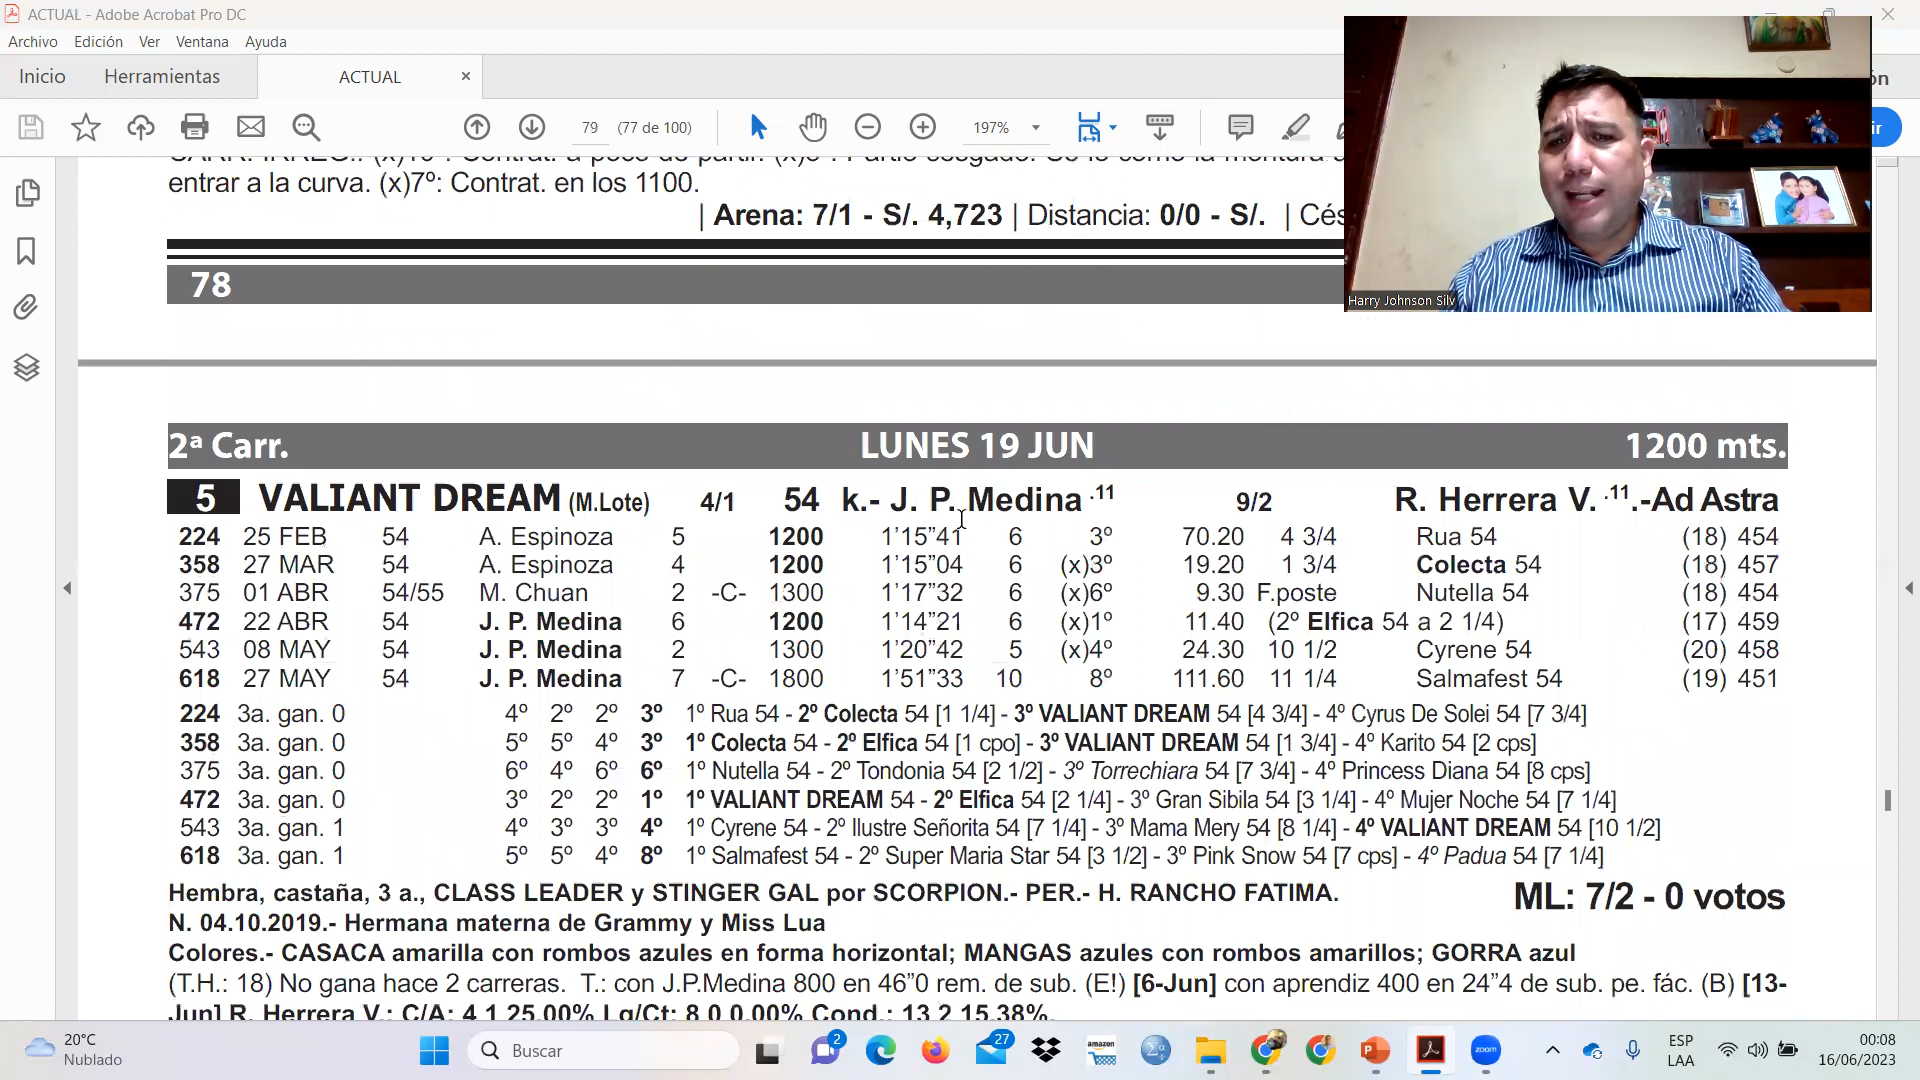 ACTUAL - Adobe Acrobat Pro DC
Archivo Edición Ver Ventana Ayuda
Inicio Herramientas ACTUAL ×
79 (77 de 100) 197%
entrar a la curva. (x)7º: Contrat. en los 1100.
| Arena: 7/1 - S/. 4,723 | Distancia: 0/0 - S/. | Cés
Harry Johnson Silv
78
2ª Carr. LUNES 19 JUN 1200 mts.
5 VALIANT DREAM (M.Lote) 4/1 54 k.- J. P. Medina .11 9/2 R. Herrera V. .11.-Ad Astra
224 25 FEB 54 A. Espinoza 5 1200 1'15"41 6 3º 70.20 4 3/4 Rua 54 (18) 454
358 27 MAR 54 A. Espinoza 4 1200 1'15"04 6 (x)3º 19.20 1 3/4 Colecta 54 (18) 457
375 01 ABR 54/55 M. Chuan 2 -C- 1300 1'17"32 6 (x)6º 9.30 F.poste Nutella 54 (18) 454
472 22 ABR 54 J. P. Medina 6 1200 1'14"21 6 (x)1º 11.40 (2º Elfica 54 a 2 1/4) (17) 459
543 08 MAY 54 J. P. Medina 2 1300 1'20"42 5 (x)4º 24.30 10 1/2 Cyrene 54 (20) 458
618 27 MAY 54 J. P. Medina 7 -C- 1800 1'51"33 10 8º 111.60 11 1/4 Salmafest 54 (19) 451
224 3a. gan. 0 4º 2º 2º 3º 1º Rua 54 - 2º Colecta 54 [1 1/4] - 3º VALIANT DREAM 54 [4 3/4] - 4º Cyrus De Solei 54 [7 3/4]
358 3a. gan. 0 5º 5º 4º 3º 1º Colecta 54 - 2º Elfica 54 [1 cpo] - 3º VALIANT DREAM 54 [1 3/4] - 4º Karito 54 [2 cps]
375 3a. gan. 0 6º 4º 6º 6º 1º Nutella 54 - 2º Tondonia 54 [2 1/2] - 3º Torrechiara 54 [7 3/4] - 4º Princess Diana 54 [8 cps]
472 3a. gan. 0 3º 2º 2º 1º 1º VALIANT DREAM 54 - 2º Elfica 54 [2 1/4] - 3º Gran Sibila 54 [3 1/4] - 4º Mujer Noche 54 [7 1/4]
543 3a. gan. 1 4º 3º 3º 4º 1º Cyrene 54 - 2º Ilustre Señorita 54 [7 1/4] - 3º Mama Mery 54 [8 1/4] - 4º VALIANT DREAM 54 [10 1/2]
618 3a. gan. 1 5º 5º 4º 8º 1º Salmafest 54 - 2º Super Maria Star 54 [3 1/2] - 3º Pink Snow 54 [7 cps] - 4º Padua 54 [7 1/4]
Hembra, castaña, 3 a., CLASS LEADER y STINGER GAL por SCORPION.- PER.- H. RANCHO FATIMA. ML: 7/2 - 0 votos
N. 04.10.2019.- Hermana materna de Grammy y Miss Lua
Colores.- CASACA amarilla con rombos azules en forma horizontal; MANGAS azules con rombos amarillos; GORRA azul
(T.H.: 18) No gana hace 2 carreras. T.: con J.P.Medina 800 en 46"0 rem. de sub. (E!) [6-Jun] con aprendiz 400 en 24"4 de sub. pe. fác. (B) [13-
Jun] R. Herrera V.: C/A: 4 1 25.00% Lg/Ct: 8 0 0.00% Cond.: 13 2 15.38%.
20°C
Nublado
Buscar
2
27
amazon
zoom
ESP
LAA
00:08
16/06/2023